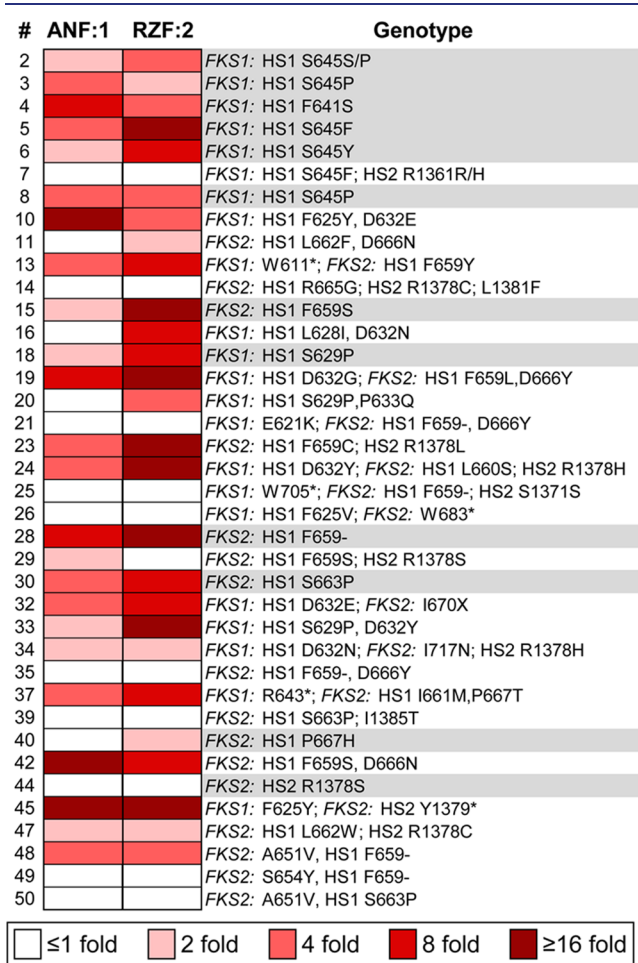 # ANF:1 RZF:2 Genotype
2 FKS1: HS1 S645S/P
3 FKS1: HS1 S645P
4 FKS1: HS1 F641S
5 FKS1: HS1 S645F
6 FKS1: HS1 S645Y
7 FKS1: HS1 S645F; HS2 R1361R/H
8 FKS1: HS1 S645P
10 FKS1: HS1 F625Y, D632E
11 FKS2: HS1 L662F, D666N
13 FKS1: W611*; FKS2: HS1 F659Y
14 FKS2: HS1 R665G; HS2 R1378C; L1381F
15 FKS2: HS1 F659S
16 FKS1: HS1 L628I, D632N
18 FKS1: HS1 S629P
19 FKS1: HS1 D632G; FKS2: HS1 F659L,D666Y
20 FKS1: HS1 S629P,P633Q
21 FKS1: E621K; FKS2: HS1 F659-, D666Y
23 FKS2: HS1 F659C; HS2 R1378L
24 FKS1: HS1 D632Y; FKS2: HS1 L660S; HS2 R1378H
25 FKS1: W705*; FKS2: HS1 F659-; HS2 S1371S
26 FKS1: HS1 F625V; FKS2: W683*
28 FKS2: HS1 F659-
29 FKS2: HS1 F659S; HS2 R1378S
30 FKS2: HS1 S663P
32 FKS1: HS1 D632E; FKS2: I670X
33 FKS1: HS1 S629P, D632Y
34 FKS1: HS1 D632N; FKS2: I717N; HS2 R1378H
35 FKS2: HS1 F659-, D666Y
37 FKS1: R643*; FKS2: HS1 I661M,P667T
39 FKS2: HS1 S663P; I1385T
40 FKS2: HS1 P667H
42 FKS2: HS1 F659S, D666N
44 FKS2: HS2 R1378S
45 FKS1: F625Y; FKS2: HS2 Y1379*
47 FKS2: HS1 L662W; HS2 R1378C
48 FKS2: A651V, HS1 F659-
49 FKS2: S654Y, HS1 F659-
50 FKS2: A651V, HS1 S663P
≤1 fold 2 fold 4 fold 8 fold ≥16 fold